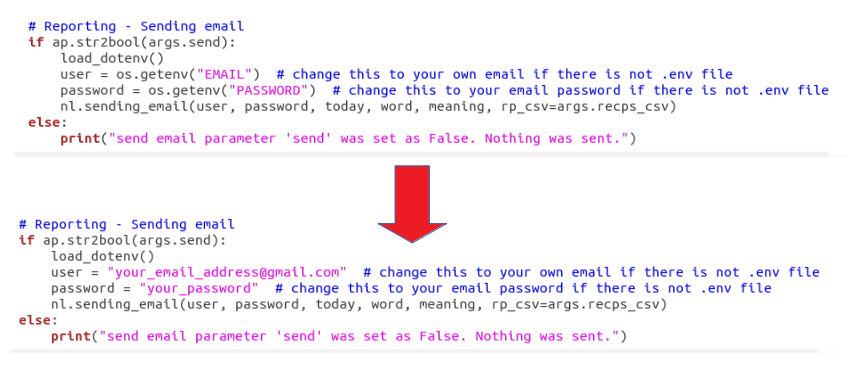 # Reporting - Sending email
if ap.str2bool(args.send):
    load_dotenv()
    user = os.getenv("EMAIL")  # change this to your own email if there is not .env file
    password = os.getenv("PASSWORD")  # change this to your email password if there is not .env file
    nl.sending_email(user, password, today, word, meaning, rp_csv=args.recps_csv)
else:
    print("send email parameter 'send' was set as False. Nothing was sent.")
# Reporting - Sending email
if ap.str2bool(args.send):
    load_dotenv()
    user = "your_email_address@gmail.com"  # change this to your own email if there is not .env file
    password = "your_password"  # change this to your email password if there is not .env file
    nl.sending_email(user, password, today, word, meaning, rp_csv=args.recps_csv)
else:
    print("send email parameter 'send' was set as False. Nothing was sent.")